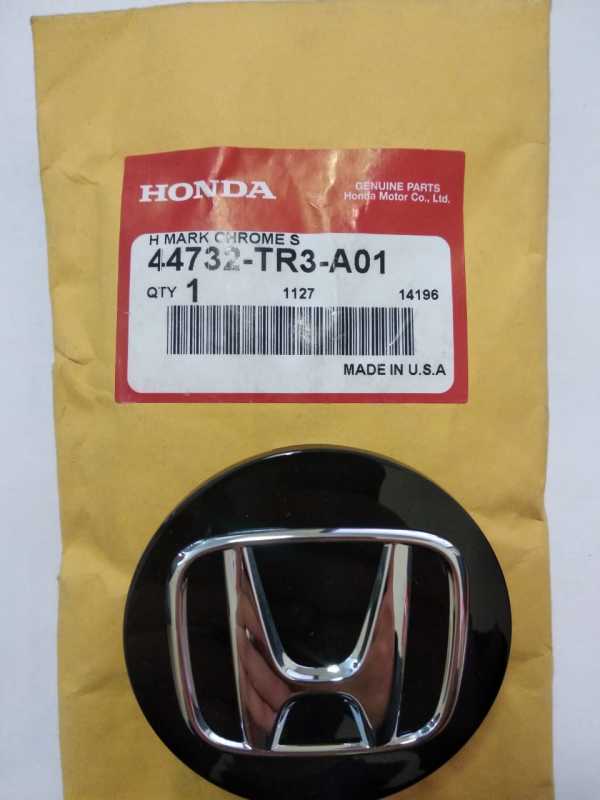 HONDA
GENUINE PARTS
Honda Motor Co., Ltd.
H MARK CHROME S
44732-TR3-A01
QTY 1 1127 14196
MADE IN U.S.A